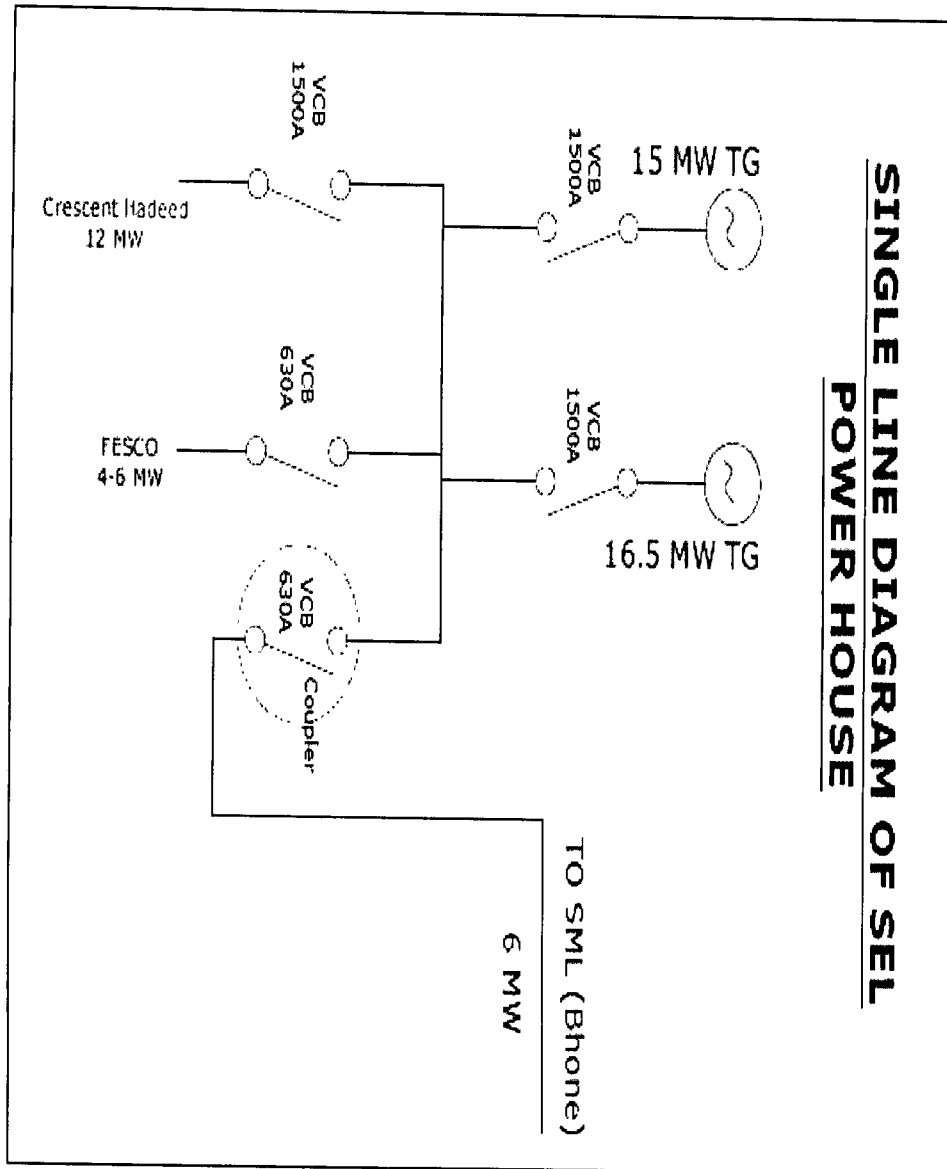 SINGLE LINE DIAGRAM OF SEL
POWER HOUSE
15 MW TG
VCB
1500A
16.5 MW TG
VCB
1500A
VCB
1500A
Crescent Hadeed
12 MW
VCB
630A
FESCO
4-6 MW
VCB
630A
Coupler
TO SML (Bhone)
6 MW